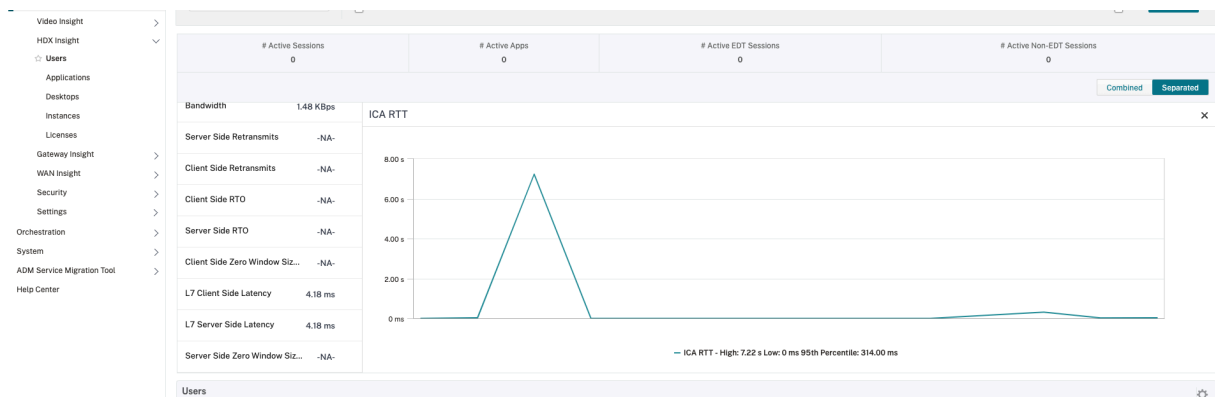 Video Insight
HDX Insight
Users
Applications
Desktops
Instances
Licenses
Gateway Insight
WAN Insight
Security
Settings
Orchestration
System
ADM Service Migration Tool
Help Center
# Active Sessions
0
# Active Apps
0
# Active EDT Sessions
0
# Active Non-EDT Sessions
0
Combined Separated
Bandwidth 1.48 KBps
Server Side Retransmits -NA-
Client Side Retransmits -NA-
Client Side RTO -NA-
Server Side RTO -NA-
Client Side Zero Window Siz... -NA-
L7 Client Side Latency 4.18 ms
L7 Server Side Latency 4.18 ms
Server Side Zero Window Siz... -NA-
ICA RTT
8.00 s
6.00 s
4.00 s
2.00 s
0 ms
ICA RTT - High: 7.22 s Low: 0 ms 95th Percentile: 314.00 ms
Users